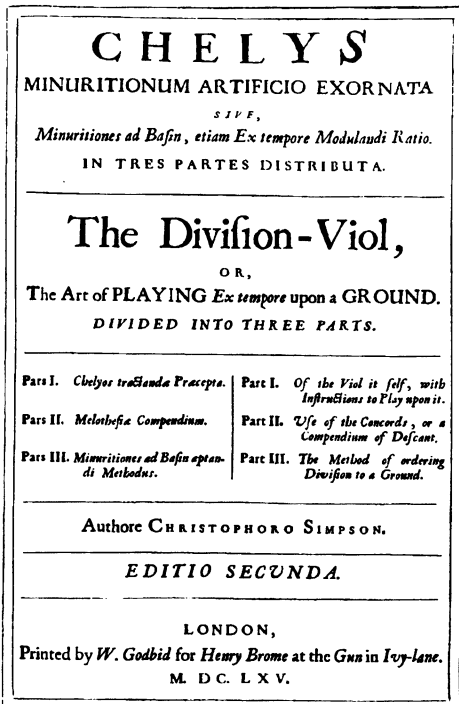 CHELYS
MINURITIONUM ARTIFICIO EXORNATA
SIVE,
Minuritiones ad Baſin, etiam Ex tempore Modulandi Ratio.
IN TRES PARTES DISTRIBUTA.
The Diviſion-Viol,
OR,
The Art of PLAYING Ex tempore upon a GROUND.
DIVIDED INTO THREE PARTS.
Pars I. Chelyos tractandæ Præcepta.
Pars II. Melotheſiæ Compendium.
Pars III. Minuritiones ad Baſin aptan-
di Methodus.
Part I. Of the Viol it ſelf, with
Inſtructions to Play upon it.
Part II. Uſe of the Concords, or a
Compendium of Deſcant.
Part III. The Method of ordering
Diviſion to a Ground.
Authore CHRISTOPHORO SIMPSON.
EDITIO SECUNDA.
LONDON,
Printed by W. Godbid for Henry Brome at the Gun in Ivy-lane.
M. DC. LXV.